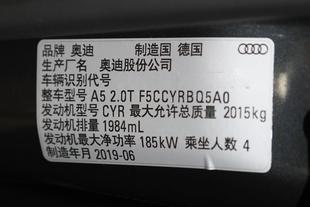 品牌 奥迪 制造国 德国
生产厂名 奥迪股份公司
车辆识别代号
整车型号 A5 2.0T F5CCYRBQ5A0
发动机型号 CYR 最大允许总质量 2015kg
发动机排量 1984mL
发动机最大净功率 185kW 乘坐人数 4
制造年月 2019-06